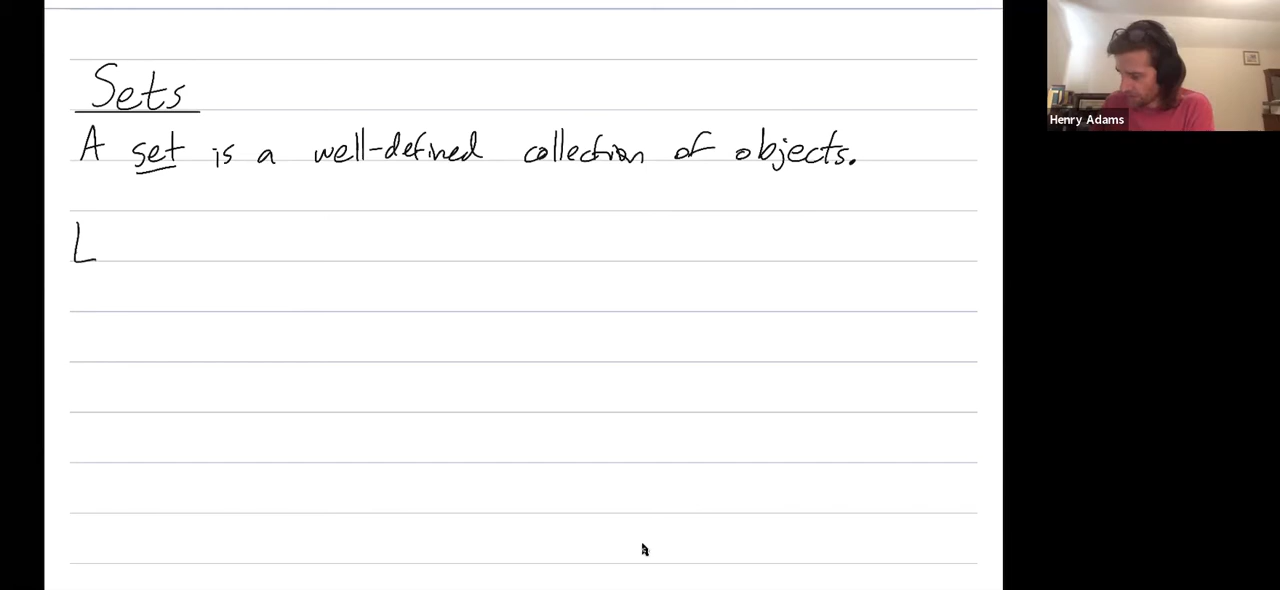 Sets
A set is a well-defined collection of objects.
L
Henry Adams